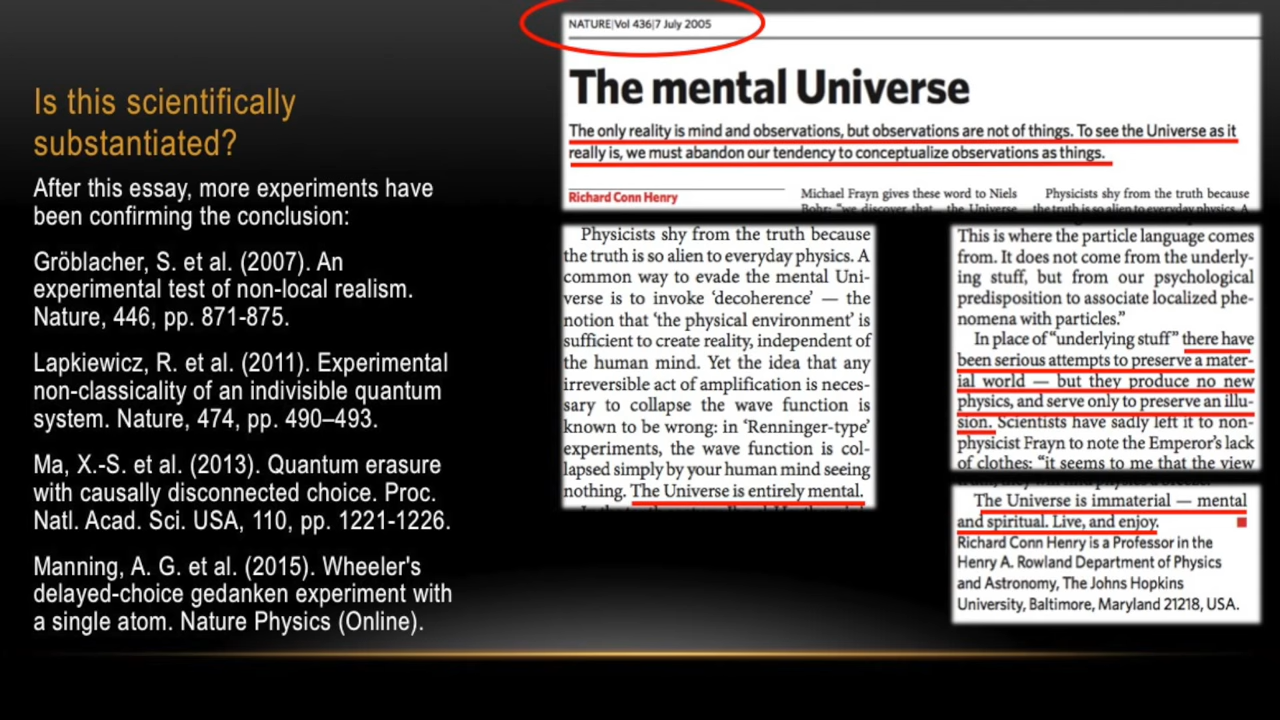 Is this scientifically
substantiated?
After this essay, more experiments have
been confirming the conclusion:
Gröblacher, S. et al. (2007). An
experimental test of non-local realism.
Nature, 446, pp. 871-875.
Lapkiewicz, R. et al. (2011). Experimental
non-classicality of an indivisible quantum
system. Nature, 474, pp. 490–493.
Ma, X.-S. et al. (2013). Quantum erasure
with causally disconnected choice. Proc.
Natl. Acad. Sci. USA, 110, pp. 1221-1226.
Manning, A. G. et al. (2015). Wheeler's
delayed-choice gedanken experiment with
a single atom. Nature Physics (Online).
NATURE|Vol 436|7 July 2005
The mental Universe
The only reality is mind and observations, but observations are not of things. To see the Universe as it
really is, we must abandon our tendency to conceptualize observations as things.
Richard Conn Henry
Michael Frayn gives these word to Niels
Bohr: “we discover that the Universe
Physicists shy from the truth because
the truth is so alien to everyday physics. A
Physicists shy from the truth because
the truth is so alien to everyday physics. A
common way to evade the mental Uni-
verse is to invoke ‘decoherence’ — the
notion that ‘the physical environment’ is
sufficient to create reality, independent of
the human mind. Yet the idea that any
irreversible act of amplification is neces-
sary to collapse the wave function is
known to be wrong: in ‘Renninger-type’
experiments, the wave function is col-
lapsed simply by your human mind seeing
nothing. The Universe is entirely mental.
This is where the particle language comes
from. It does not come from the underly-
ing stuff, but from our psychological
predisposition to associate localized phe-
nomena with particles.”
In place of “underlying stuff” there have
been serious attempts to preserve a mater-
ial world — but they produce no new
physics, and serve only to preserve an illu-
sion. Scientists have sadly left it to non-
physicist Frayn to note the Emperor’s lack
of clothes: “it seems to me that the view
The Universe is immaterial — mental
and spiritual. Live, and enjoy.
Richard Conn Henry is a Professor in the
Henry A. Rowland Department of Physics
and Astronomy, The Johns Hopkins
University, Baltimore, Maryland 21218, USA.